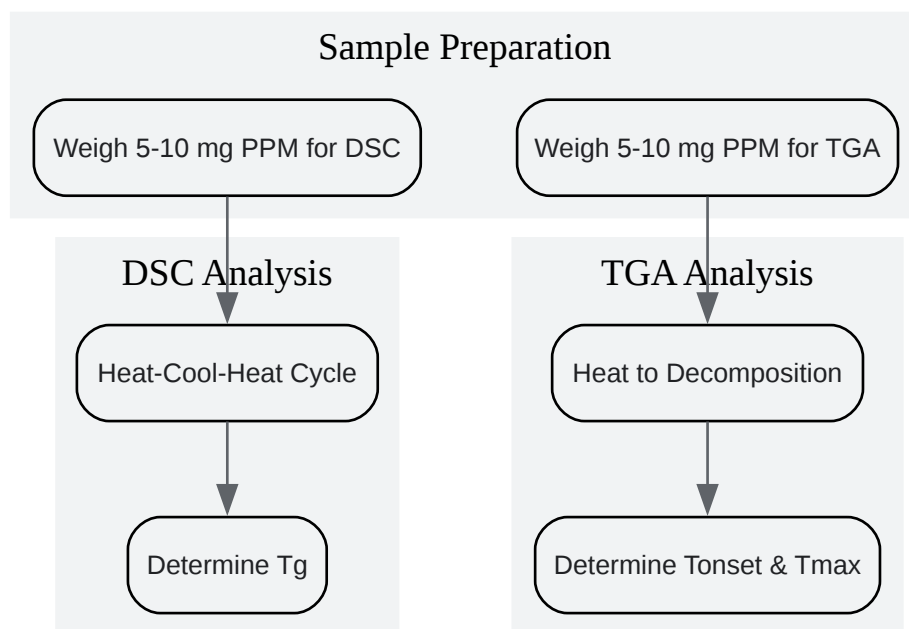 Sample Preparation
Weigh 5-10 mg PPM for DSC
Weigh 5-10 mg PPM for TGA
DSC Analysis
TGA Analysis
Heat-Cool-Heat Cycle
Heat to Decomposition
Determine Tg
Determine Tonset & Tmax